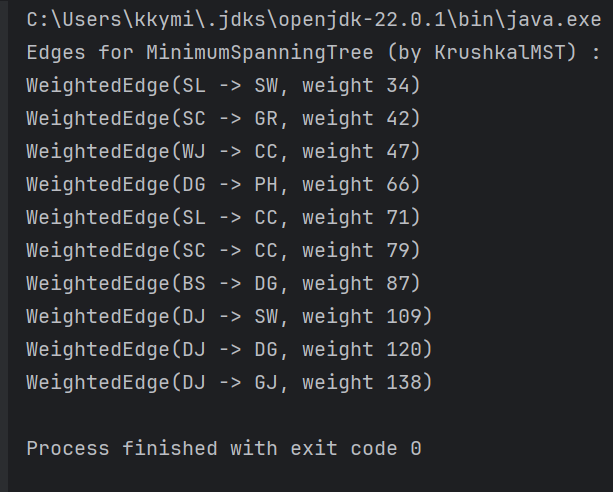 C:\Users\kkymi\.jdks\openjdk-22.0.1\bin\java.exe
Edges for MinimumSpanningTree (by KrushkalMST) :
WeightedEdge(SL -> SW, weight 34)
WeightedEdge(SC -> GR, weight 42)
WeightedEdge(WJ -> CC, weight 47)
WeightedEdge(DG -> PH, weight 66)
WeightedEdge(SL -> CC, weight 71)
WeightedEdge(SC -> CC, weight 79)
WeightedEdge(BS -> DG, weight 87)
WeightedEdge(DJ -> SW, weight 109)
WeightedEdge(DJ -> DG, weight 120)
WeightedEdge(DJ -> GJ, weight 138)
Process finished with exit code 0